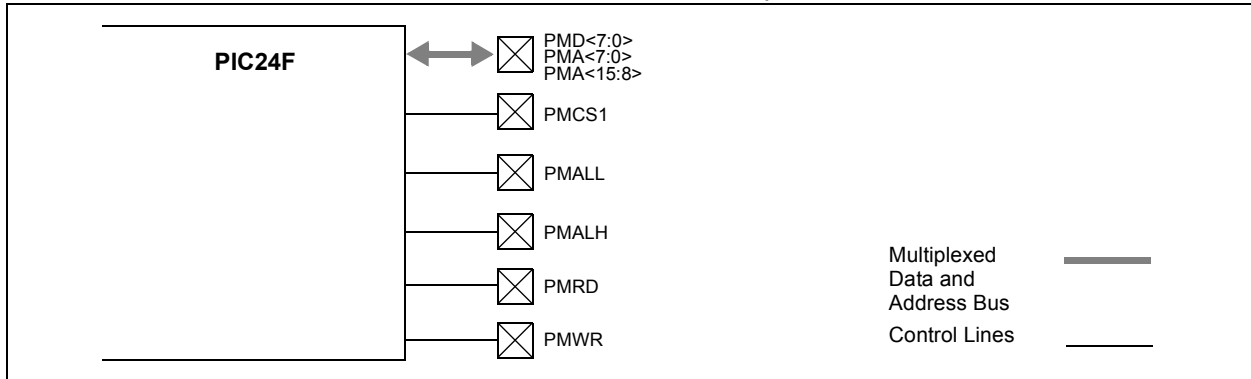 PIC24F
PMD<7:0>
PMA<7:0>
PMA<15:8>
PMCS1
PMALL
PMALH
PMRD
PMWR
Multiplexed
Data and
Address Bus
Control Lines